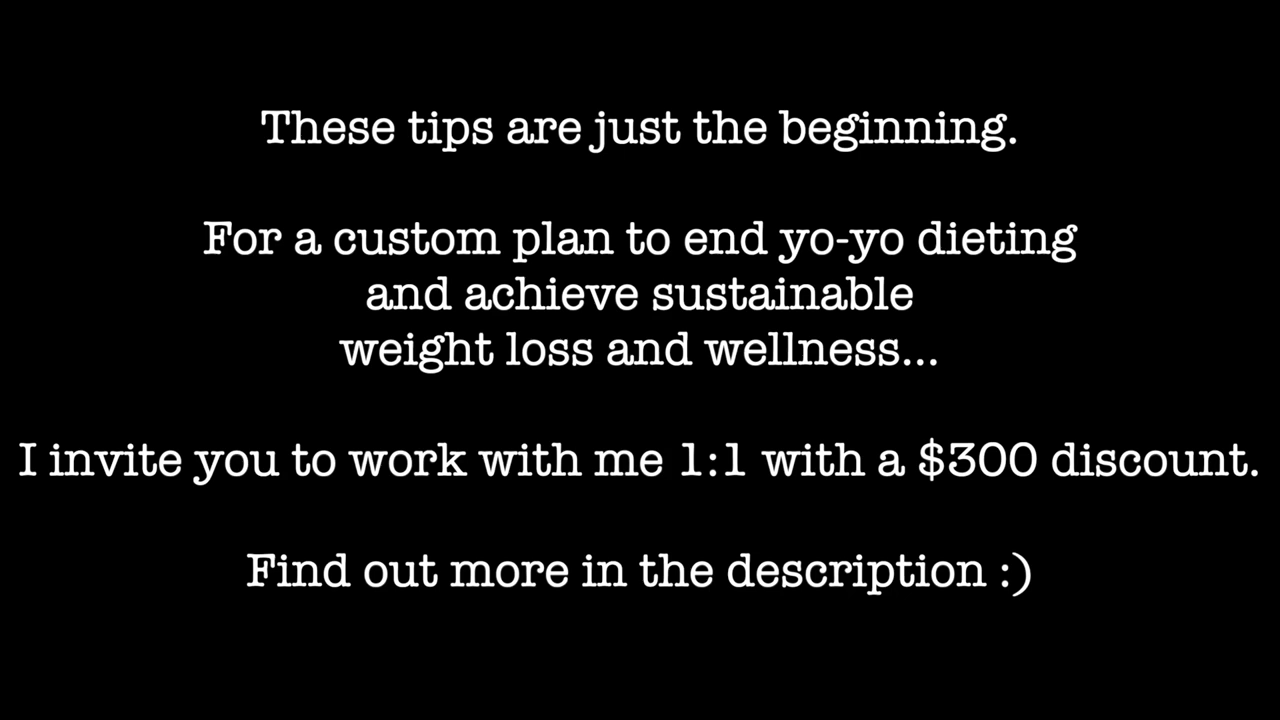 These tips are just the beginning.
For a custom plan to end yo-yo dieting
and achieve sustainable
weight loss and wellness...
I invite you to work with me 1:1 with a $300 discount.
Find out more in the description :)